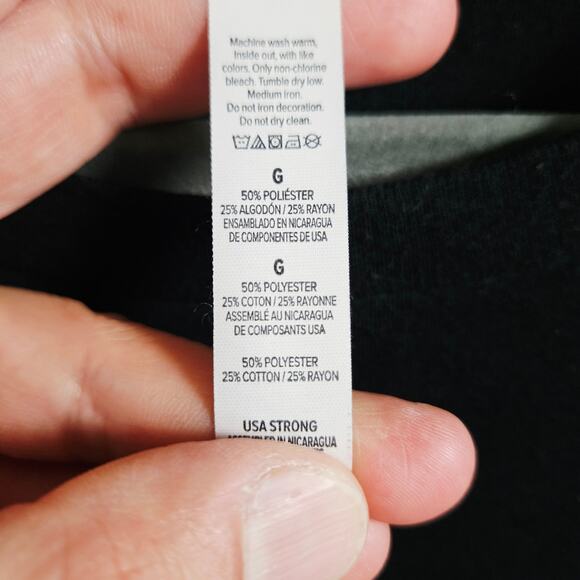 Machine wash warm,
Inside out, with like
colors. Only non-chlorine
bleach. Tumble dry low.
Medium iron.
Do not iron decoration.
Do not dry clean.
G
50% POLIÉSTER
25% ALGODÓN / 25% RAYON
ENSAMBLADO EN NICARAGUA
DE COMPONENTES DE USA
G
50% POLYESTER
25% COTON / 25% RAYONNE
ASSEMBLÉ AU NICARAGUA
DE COMPOSANTS USA
50% POLYESTER
25% COTTON / 25% RAYON
USA STRONG
ASSEMBLED IN NICARAGUA